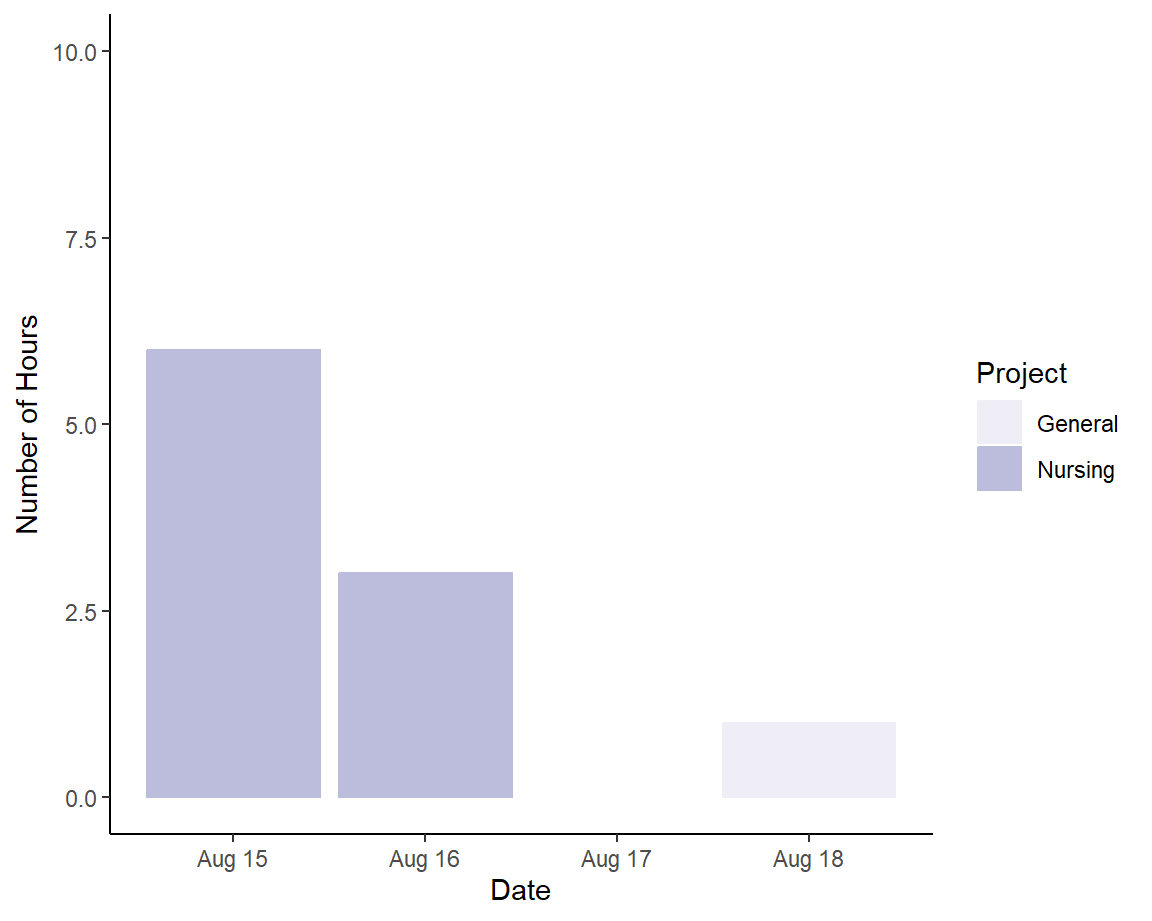 10.0
7.5
5.0
2.5
0.0
Number of Hours
Aug 15
Aug 16
Aug 17
Aug 18
Date
Project
General
Nursing